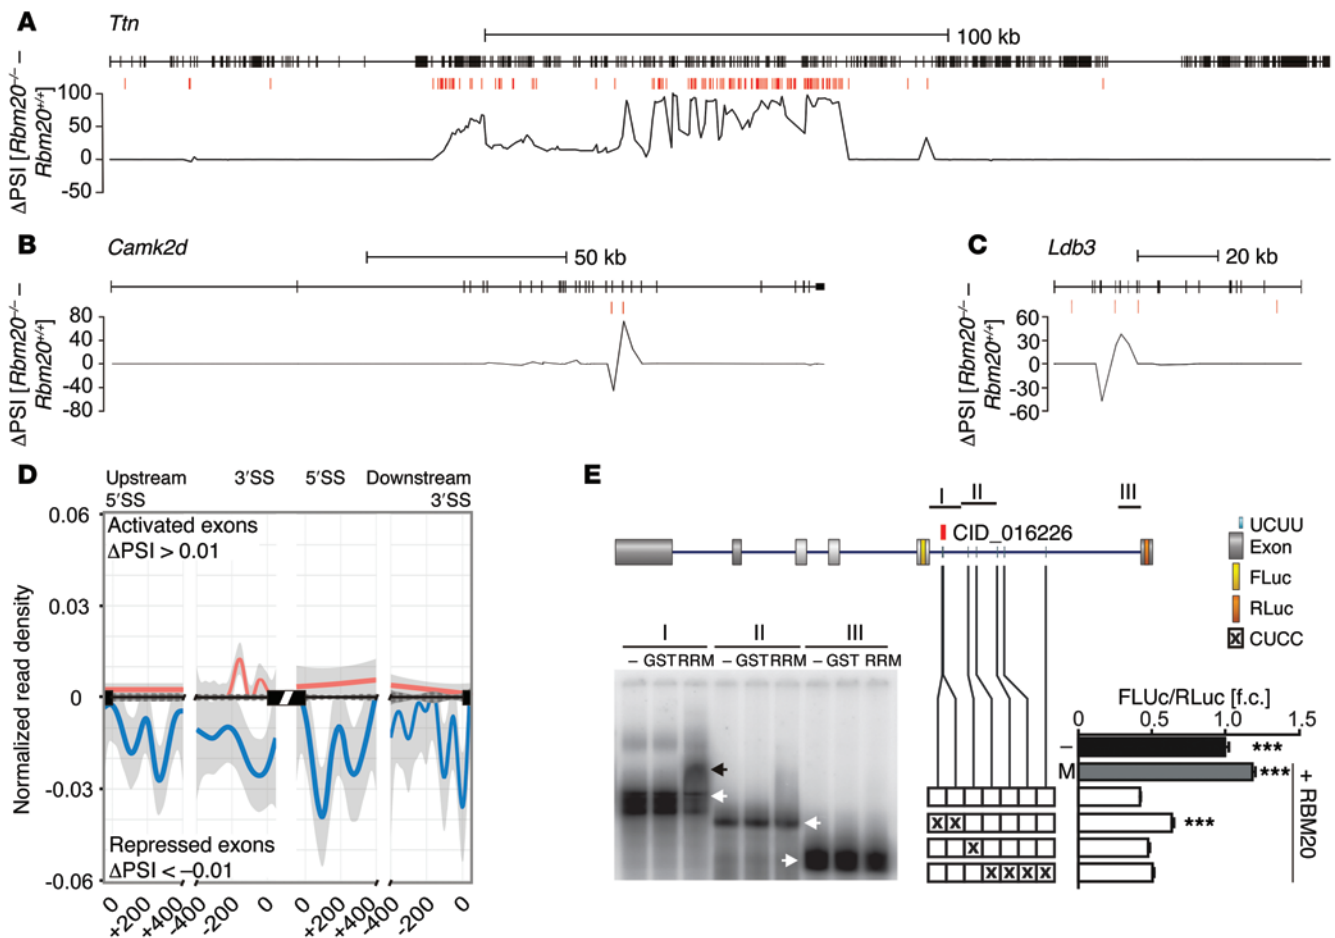 A
Ttn
100 kb
ΔPSI [Rbm20–/– –
Rbm20+/+]
100
50
0
-50
B
Camk2d
50 kb
ΔPSI [Rbm20–/– –
Rbm20+/+]
80
40
0
-40
-80
C
Ldb3
20 kb
ΔPSI [Rbm20–/– –
Rbm20+/+]
60
30
0
-30
-60
D
Upstream
5′SS
3′SS
5′SS
Downstream
3′SS
Normalized read density
0.06
0.03
0
-0.03
-0.06
Activated exons
ΔPSI > 0.01
Repressed exons
ΔPSI < –0.01
0 +200 +400 -400 -200 0 0 +200 +400 -400 -200 0
E
I II III
CID_016226
UCUU
Exon
FLuc
RLuc
x CUCC
I II III
– GST RRM – GST RRM – GST RRM
FLUc/RLuc [f.c.]
0 0.5 1.0 1.5
– ***
M ***
x x ***
x
x x x x
+ RBM20